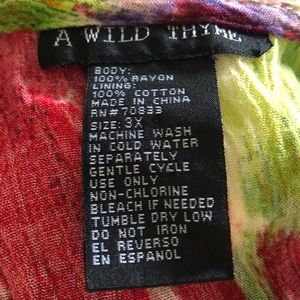 A WILD THYME
BODY:
100% RAYON
LINING:
100% COTTON
MADE IN CHINA
RN# 70833
SIZE: 3X
MACHINE WASH
IN COLD WATER
SEPARATELY
GENTLE CYCLE
USE ONLY
NON-CHLORINE
BLEACH IF NEEDED
TUMBLE DRY LOW
DO NOT IRON
EL REVERSO
EN ESPANOL